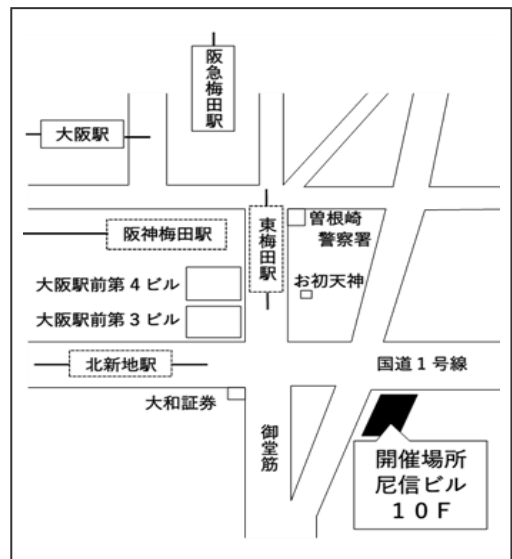 阪急梅田駅
大阪駅
阪神梅田駅
東梅田駅
曽根崎
警察署
大阪駅前第4ビル
お初天神
大阪駅前第3ビル
北新地駅
国道1号線
大和証券
御堂筋
開催場所
尼信ビル
10F